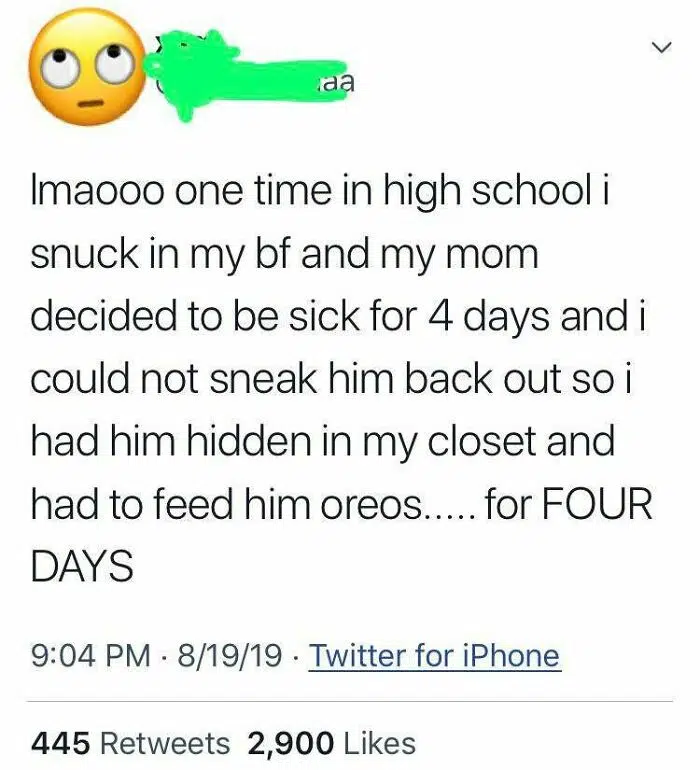 aa
lmaooo one time in high school i
snuck in my bf and my mom
decided to be sick for 4 days and i
could not sneak him back out so i
had him hidden in my closet and
had to feed him oreos..... for FOUR
DAYS
9:04 PM · 8/19/19 · Twitter for iPhone
445 Retweets 2,900 Likes